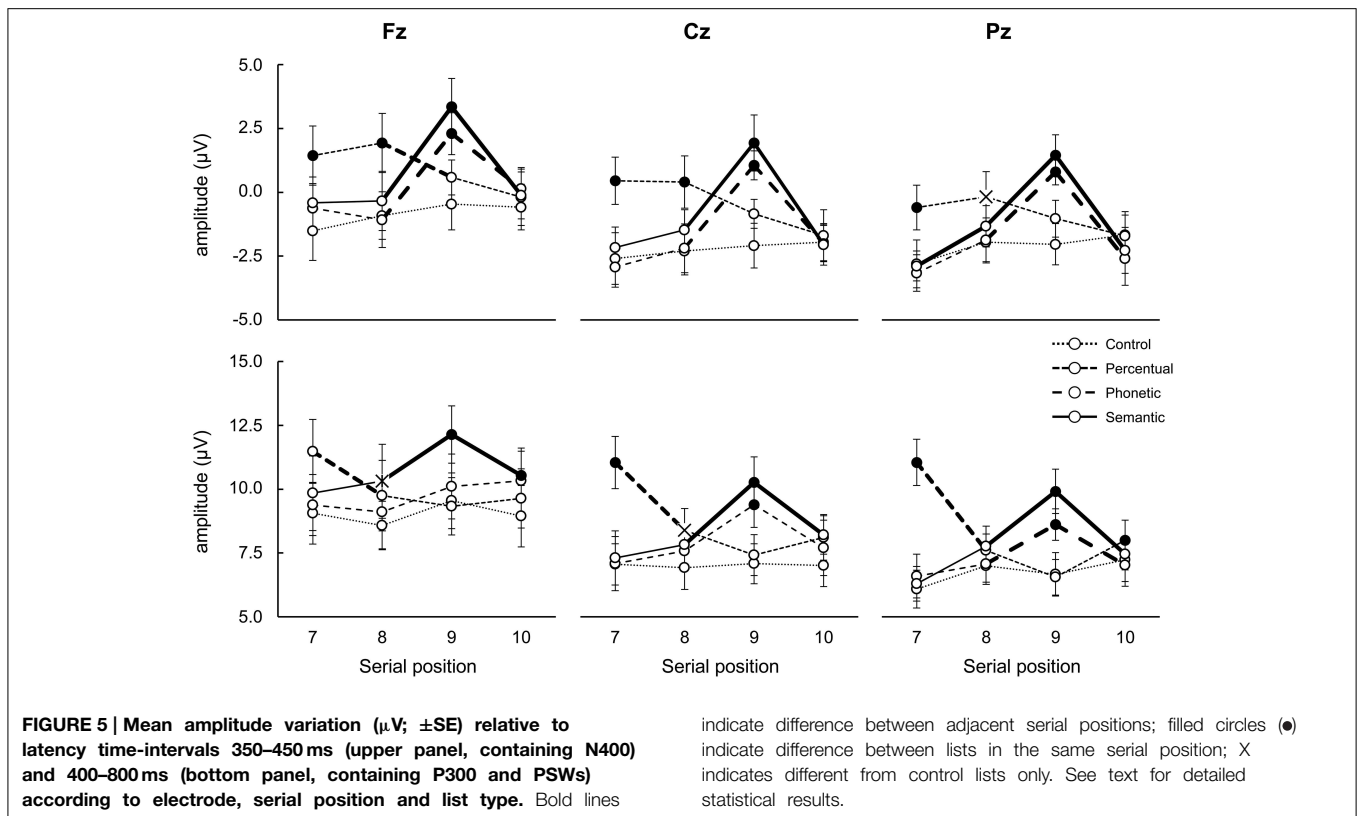 Fz
Cz
Pz
5.0
2.5
0.0
-2.5
-5.0
amplitude (µV)
Control
Percentual
Phonetic
Semantic
15.0
12.5
10.0
7.5
5.0
amplitude (µV)
7 8 9 10
7 8 9 10
7 8 9 10
Serial position
Serial position
Serial position
FIGURE 5 | Mean amplitude variation (µV; ±SE) relative to
latency time-intervals 350–450 ms (upper panel, containing N400)
and 400–800 ms (bottom panel, containing P300 and PSWs)
according to electrode, serial position and list type. Bold lines
indicate difference between adjacent serial positions; filled circles (●)
indicate difference between lists in the same serial position; X
indicates different from control lists only. See text for detailed
statistical results.